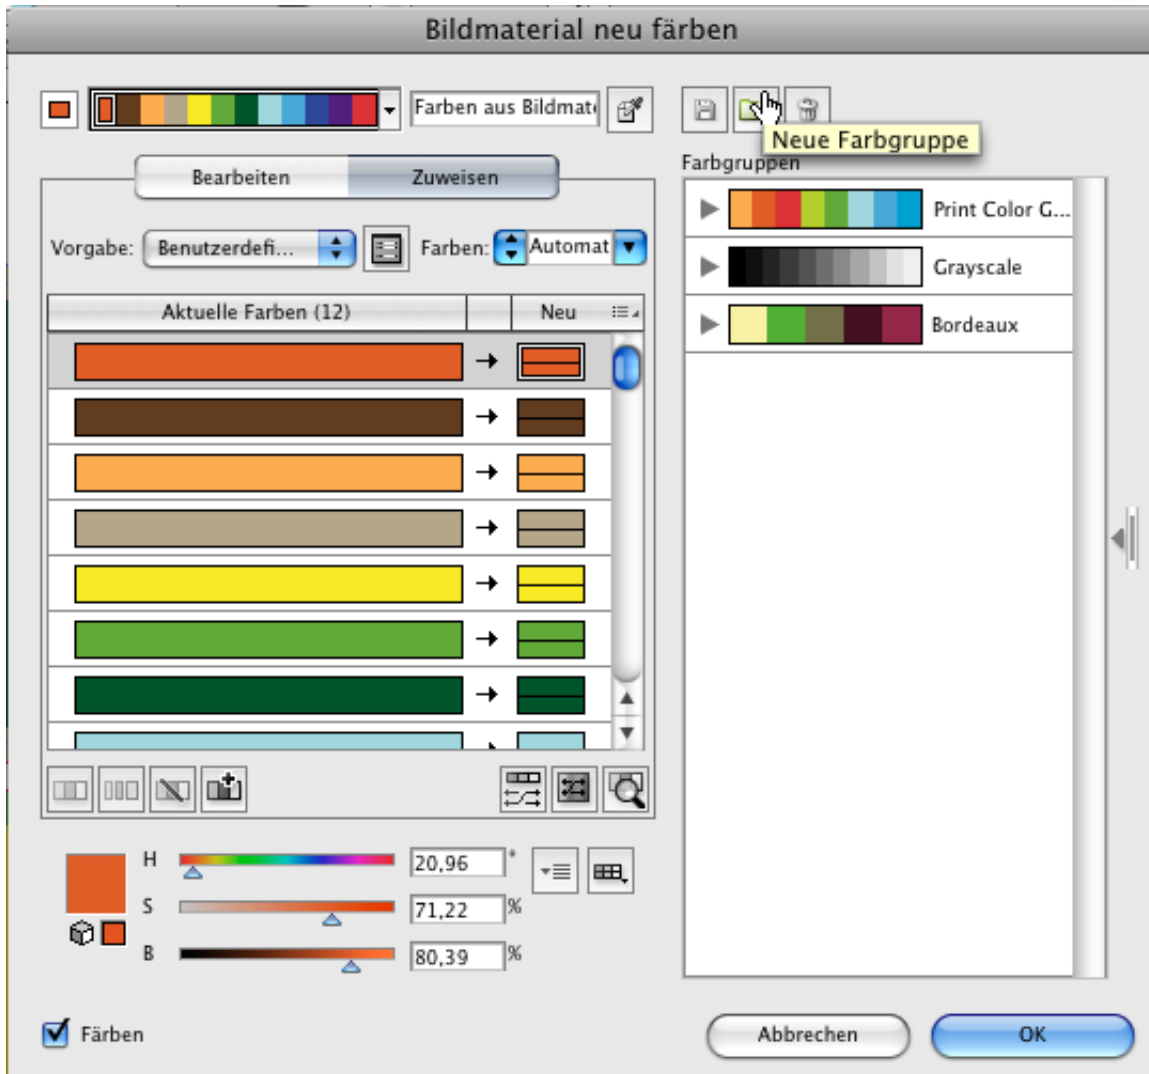 Bildmaterial neu färben
Farben aus Bildmat
Neue Farbgruppe
Bearbeiten
Zuweisen
Farbgruppen
Vorgabe:
Benutzerdefi...
Farben:
Automat
Aktuelle Farben (12)
Neu
Print Color G...
Grayscale
Bordeaux
H
20,96
°
S
71,22
%
B
80,39
%
Färben
Abbrechen
OK